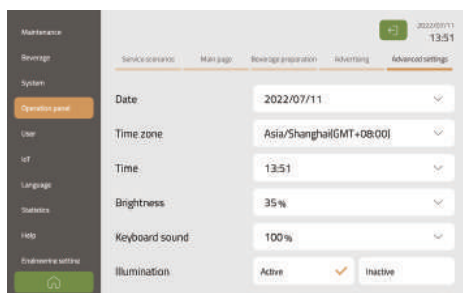 Maintenance
2022/07/11
13:51
Beverage
Service scenarios Main page Beverage preparation Advertising Advanced settings
System
Date 2022/07/11
Operation panel
User
Time zone Asia/Shanghai(GMT+08:00)
IoT
Time 13:51
Language
Brightness 35%
Statistics
Help
Keyboard sound 100%
Engineering setting
Illumination Active Inactive